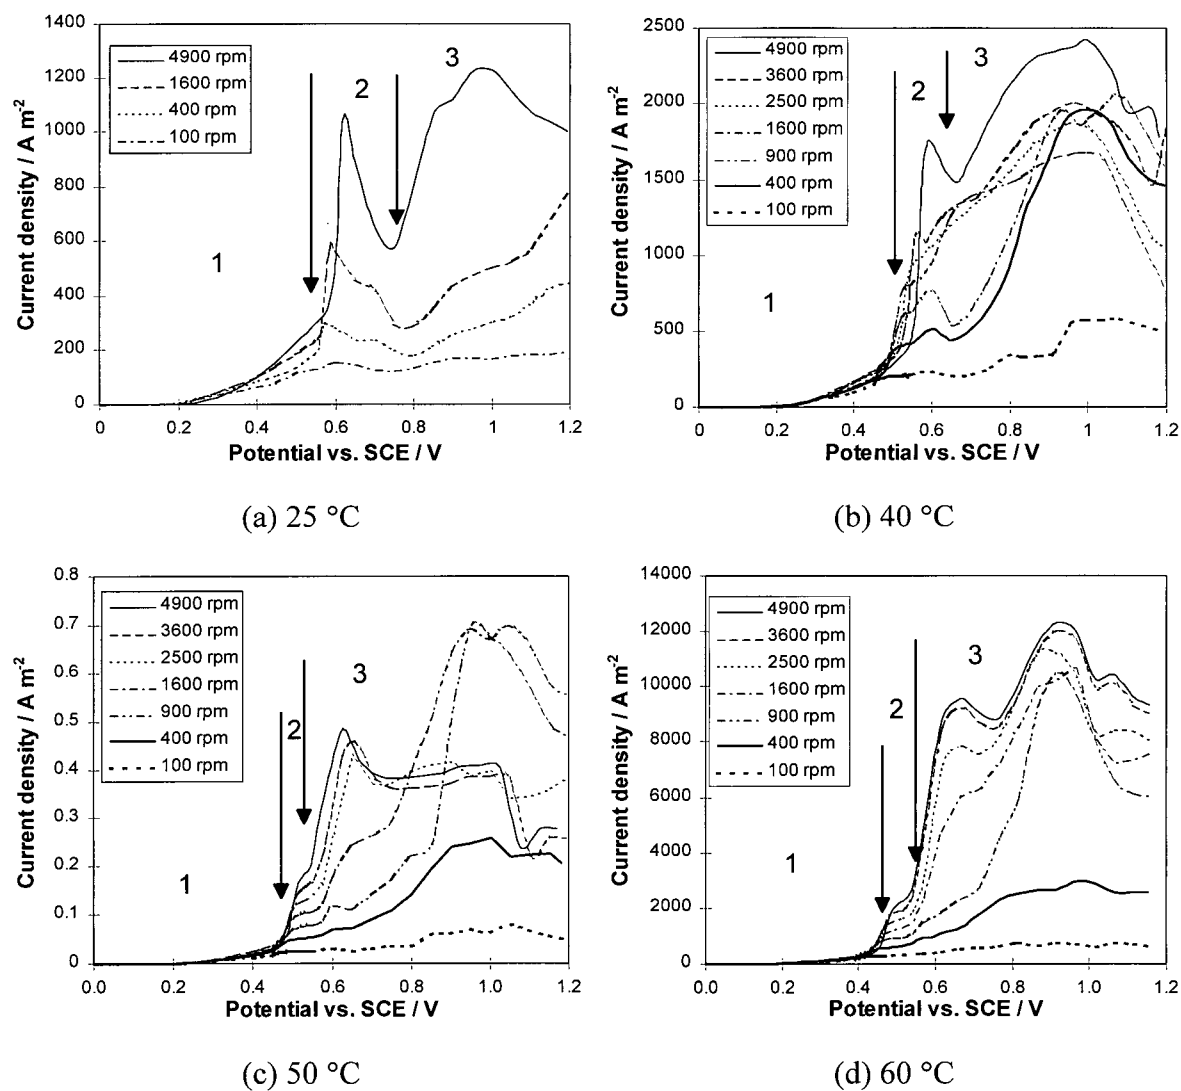 1400
1200
1000
800
600
400
200
0
Current density / A m-2
4900 rpm
1600 rpm
400 rpm
100 rpm
1
2
3
0.0 0.2 0.4 0.6 0.8 1.0 1.2
Potential vs. SCE / V
(a) 25 °C
2500
2000
1500
1000
500
0
Current density / A m-2
4900 rpm
3600 rpm
2500 rpm
1600 rpm
900 rpm
400 rpm
100 rpm
1
2
3
0 0.2 0.4 0.6 0.8 1 1.2
Potential vs. SCE / V
(b) 40 °C
0.8
0.7
0.6
0.5
0.4
0.3
0.2
0.1
0
Current density / A m-2
4900 rpm
3600 rpm
2500 rpm
1600 rpm
900 rpm
400 rpm
100 rpm
1
2
3
0.0 0.2 0.4 0.6 0.8 1.0 1.2
Potential vs. SCE / V
(c) 50 °C
14000
12000
10000
8000
6000
4000
2000
0
Current density / A m-2
4900 rpm
3600 rpm
2500 rpm
1600 rpm
900 rpm
400 rpm
100 rpm
1
2
3
0.0 0.2 0.4 0.6 0.8 1.0 1.2
Potential vs. SCE / V
(d) 60 °C